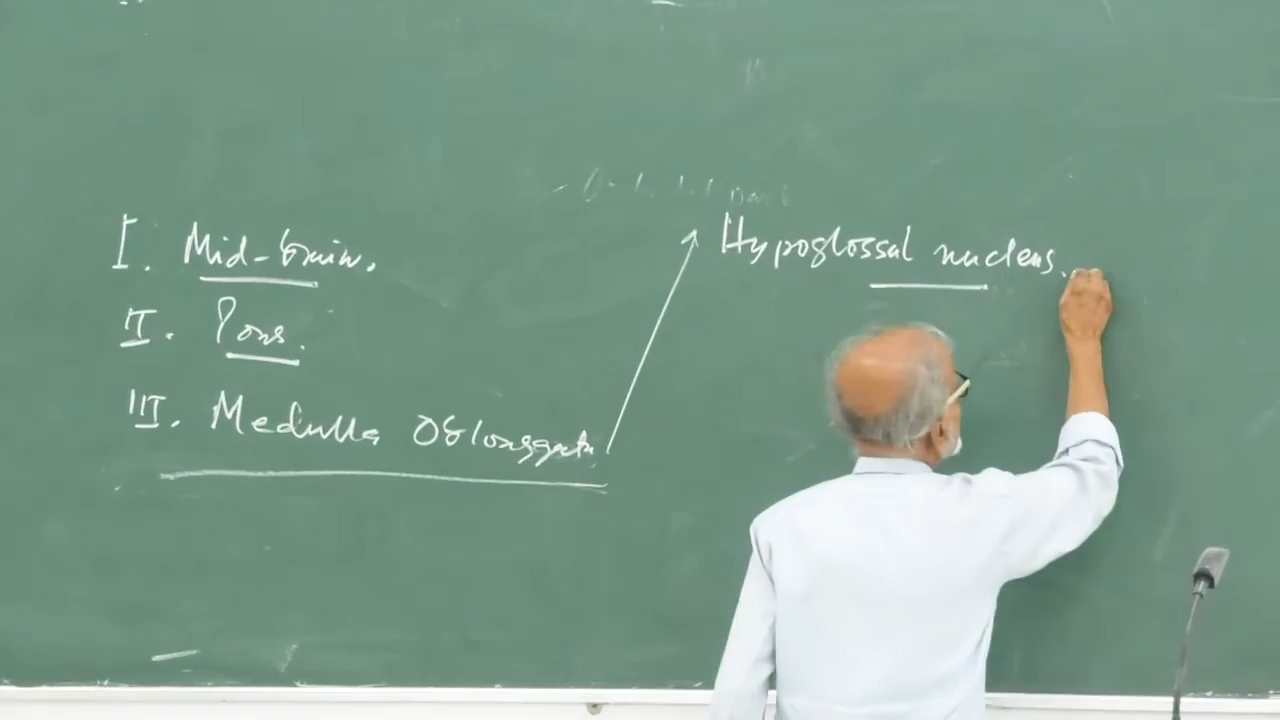 I. Mid-brain.
II. Pons.
III. Medulla Oblongata.
Hypoglossal nucleus.